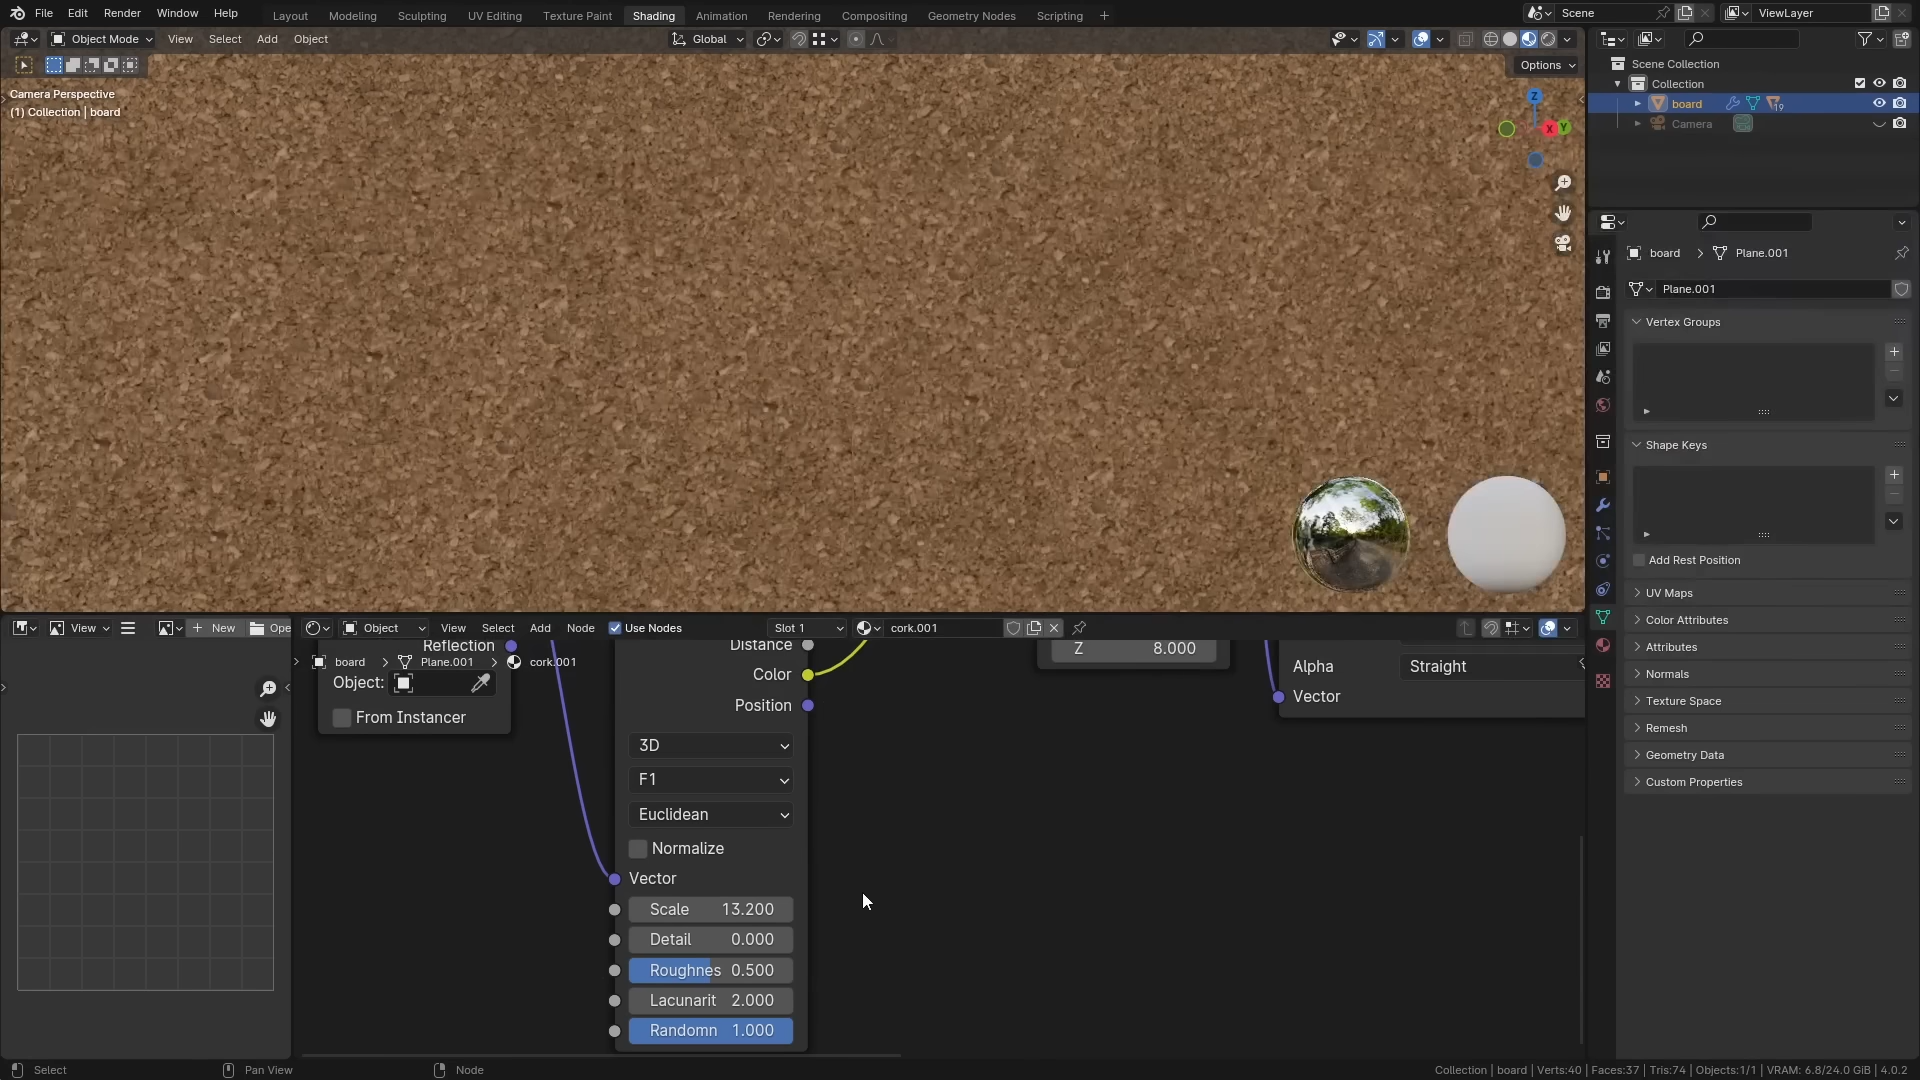 File Edit Render Window Help Layout Modeling Sculpting UV Editing Texture Paint Shading Animation Rendering Compositing Geometry Nodes Scripting + Scene ViewLayer
Object Mode View Select Add Object Global
Options
Camera Perspective
(1) Collection | board
Z
X
Y
Scene Collection
Collection
board 19
Camera
board > Plane.001
Plane.001
Vertex Groups
Shape Keys
Add Rest Position
UV Maps
Color Attributes
Attributes
Normals
Texture Space
Remesh
Geometry Data
Custom Properties
View + New Ope
Object View Select Add Node Use Nodes Slot 1 cork.001
Reflection
board > Plane.001 > cork.001
Object:
From Instancer
Distance
Color
Position
3D
F1
Euclidean
Normalize
Vector
Scale 13.200
Detail 0.000
Roughnes 0.500
Lacunarit 2.000
Randomn 1.000
Z 8.000
Alpha Straight
Vector
Select Pan View Node Collection | board | Verts:40 | Faces:37 | Tris:74 | Objects:1/1 | VRAM: 6.8/24.0 GiB | 4.0.2